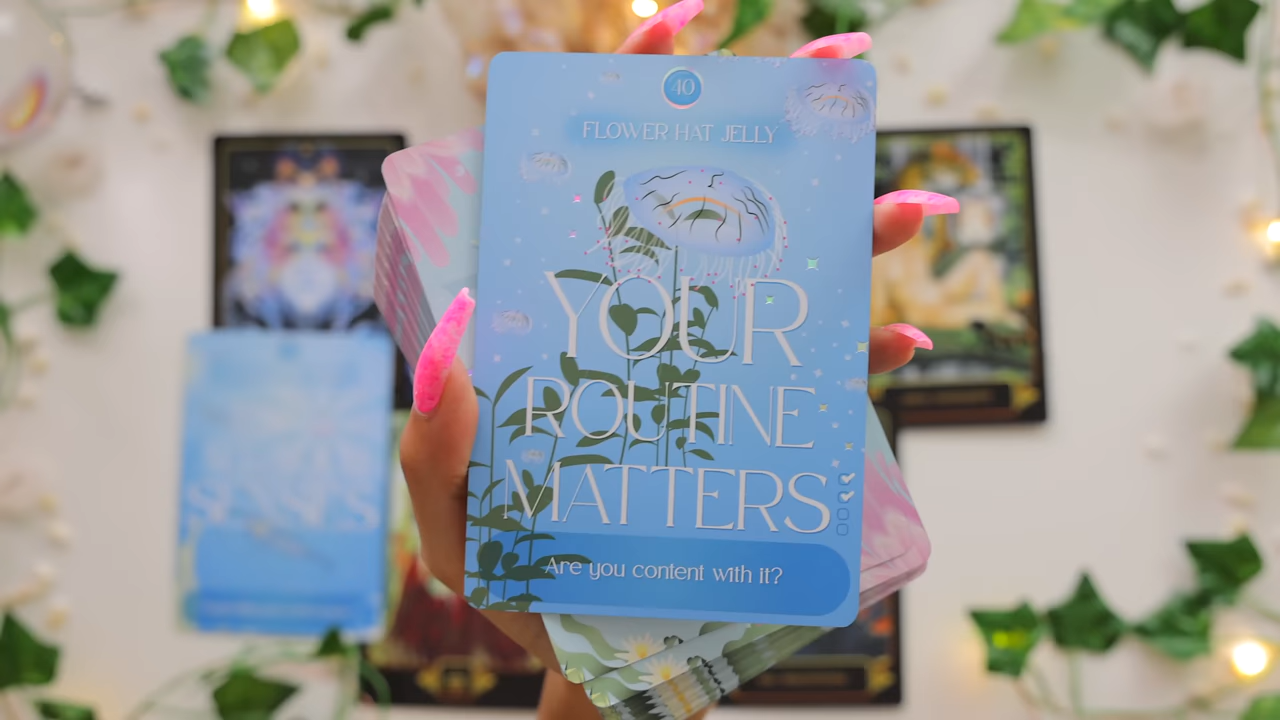 40
FLOWER HAT JELLY
YOUR
ROUTINE
MATTERS
Are you content with it?